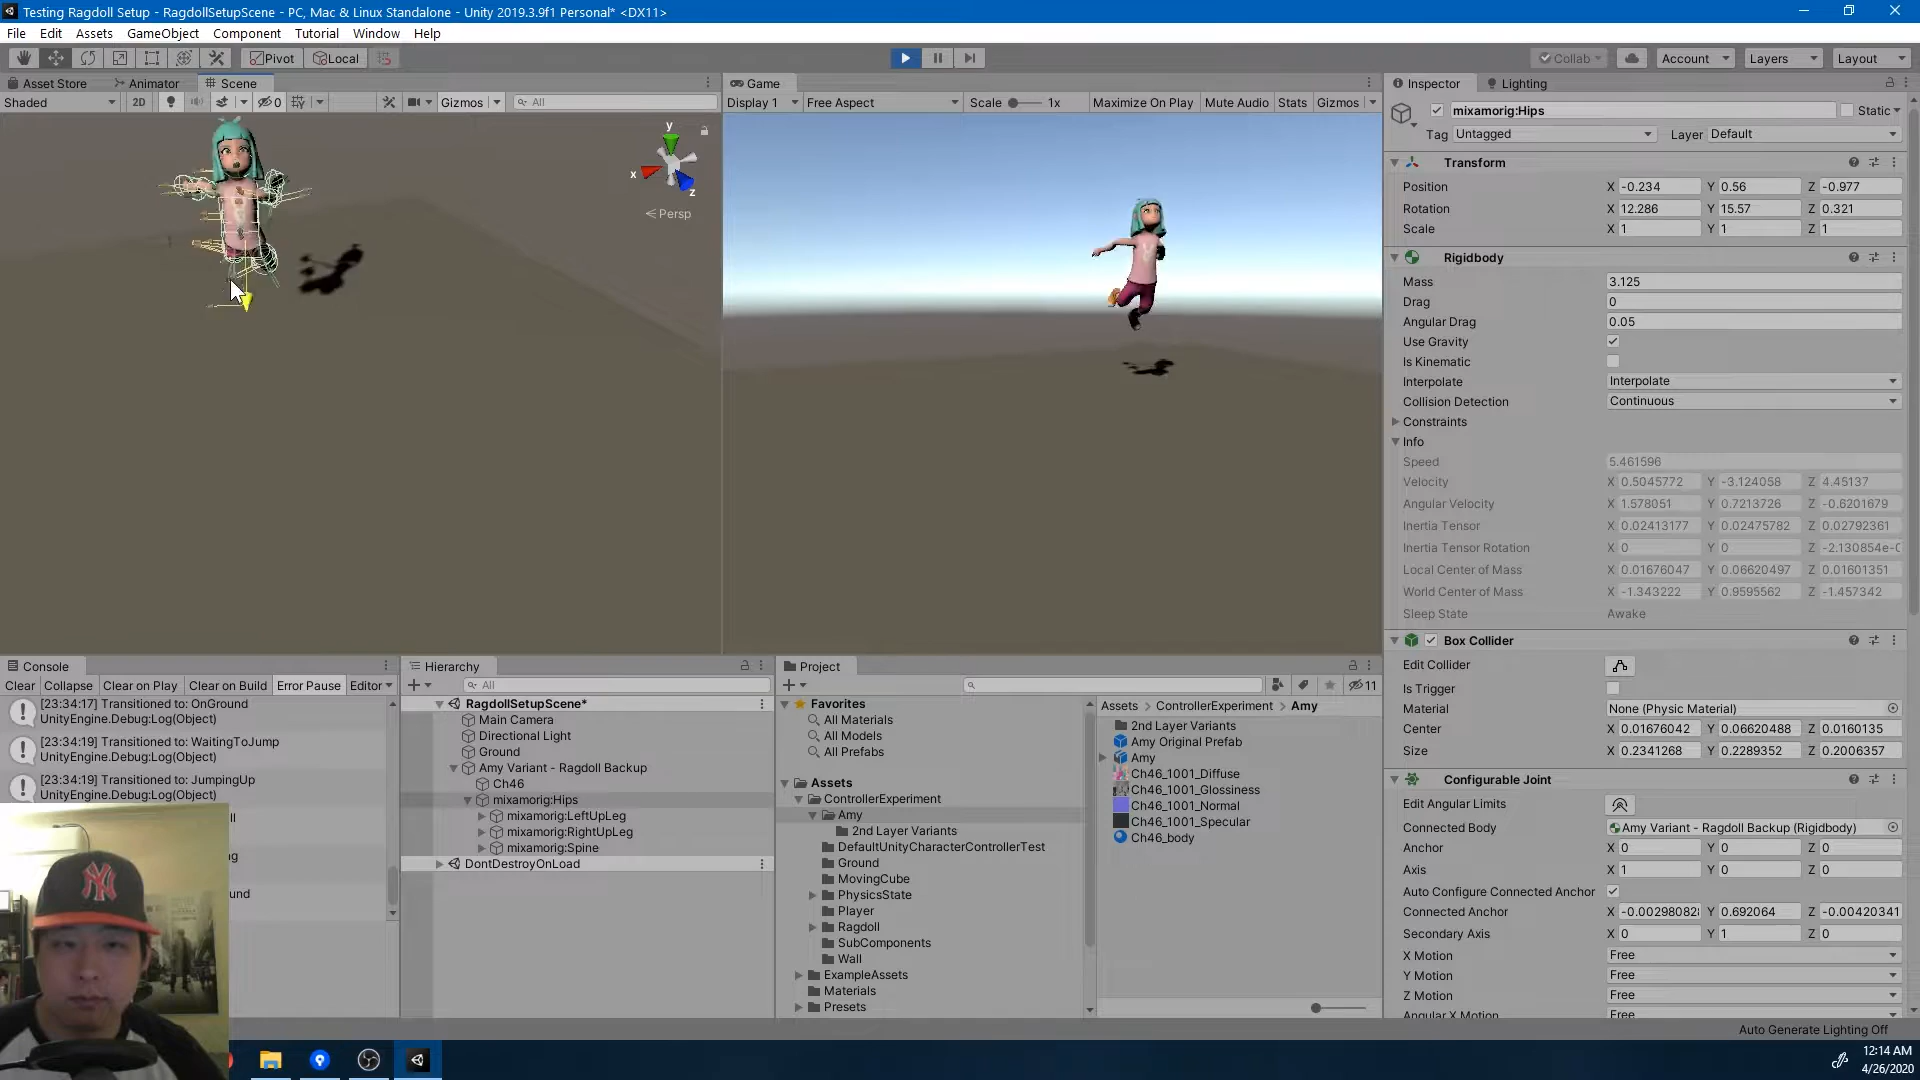 Testing Ragdoll Setup - RagdollSetupScene - PC, Mac & Linux Standalone - Unity 2019.3.9f1 Personal* <DX11>
File Edit Assets GameObject Component Tutorial Window Help
Pivot Local Collab Account Layers Layout
Asset Store Animator Scene
Shaded 2D 0 Gizmos All
y
x
z
Persp
Game
Display 1 Free Aspect Scale 1x Maximize On Play Mute Audio Stats Gizmos
Inspector Lighting
mixamorig:Hips Static
Tag Untagged Layer Default
Transform
Position X -0.234 Y 0.56 Z -0.977
Rotation X 12.286 Y 15.57 Z 0.321
Scale X 1 Y 1 Z 1
Rigidbody
Mass 3.125
Drag 0
Angular Drag 0.05
Use Gravity
Is Kinematic
Interpolate Interpolate
Collision Detection Continuous
Constraints
Info
Speed 5.461596
Velocity X 0.5045772 Y -3.124058 Z 4.45137
Angular Velocity X 1.578051 Y 0.7213726 Z -0.6201679
Inertia Tensor X 0.02413177 Y 0.02475782 Z 0.02792361
Inertia Tensor Rotation X 0 Y 0 Z -2.130854e-0
Local Center of Mass X 0.01676047 Y 0.06620497 Z 0.01601351
World Center of Mass X -1.343222 Y 0.9595562 Z -1.457342
Sleep State Awake
Box Collider
Edit Collider
Is Trigger
Material None (Physic Material)
Center X 0.01676042 Y 0.06620488 Z 0.0160135
Size X 0.2341268 Y 0.2289352 Z 0.2006357
Configurable Joint
Edit Angular Limits
Connected Body Amy Variant - Ragdoll Backup (Rigidbody)
Anchor X 0 Y 0 Z 0
Axis X 1 Y 0 Z 0
Auto Configure Connected Anchor
Connected Anchor X -0.002980828 Y 0.692064 Z -0.00420341
Secondary Axis X 0 Y 1 Z 0
X Motion Free
Y Motion Free
Z Motion Free
Angular X Motion Free
Console
Clear Collapse Clear on Play Clear on Build Error Pause Editor
[23:34:17] Transitioned to: OnGround
UnityEngine.Debug:Log(Object)
[23:34:19] Transitioned to: WaitingToJump
UnityEngine.Debug:Log(Object)
[23:34:19] Transitioned to: JumpingUp
UnityEngine.Debug:Log(Object)
ll
ng
und
Hierarchy
All
RagdollSetupScene*
Main Camera
Directional Light
Ground
Amy Variant - Ragdoll Backup
Ch46
mixamorig:Hips
mixamorig:LeftUpLeg
mixamorig:RightUpLeg
mixamorig:Spine
DontDestroyOnLoad
Project
11
Favorites
All Materials
All Models
All Prefabs
Assets
ControllerExperiment
Amy
2nd Layer Variants
DefaultUnityCharacterControllerTest
Ground
MovingCube
PhysicsState
Player
Ragdoll
SubComponents
Wall
ExampleAssets
Materials
Presets
Assets > ControllerExperiment > Amy
2nd Layer Variants
Amy Original Prefab
Amy
Ch46_1001_Diffuse
Ch46_1001_Glossiness
Ch46_1001_Normal
Ch46_1001_Specular
Ch46_body
Auto Generate Lighting Off
12:14 AM
4/26/2020
NY